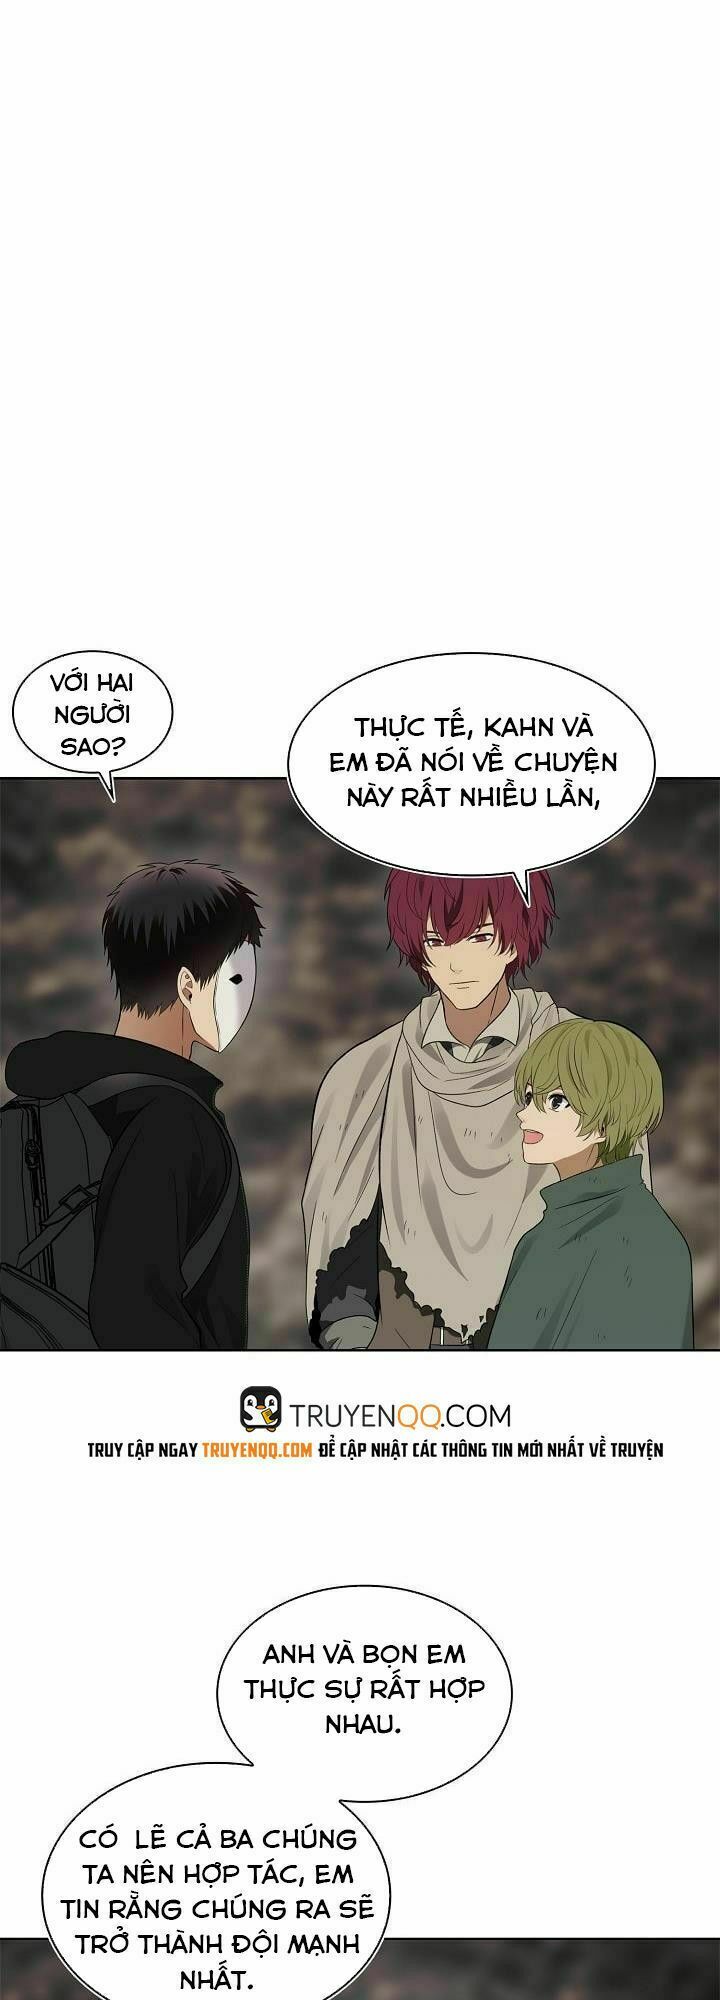 VỚI HAI
NGƯỜI
SAO?
THỰC TẾ, KAHN VÀ
EM ĐÃ NÓI VỀ CHUYỆN
NÀY RẤT NHIỀU LẦN,
TRUYENQQ.COM
TRUY CẬP NGAY TRUYENQQ.COM ĐỂ CẬP NHẬT CÁC THÔNG TIN MỚI NHẤT VỀ TRUYỆN
ANH VÀ BỌN EM
THỰC SỰ RẤT HỢP
NHAU.
CÓ LẼ CẢ BA CHÚNG
TA NÊN HỢP TÁC, EM
TIN RẰNG CHÚNG RA SẼ
TRỞ THÀNH ĐỘI MẠNH
NHẤT.